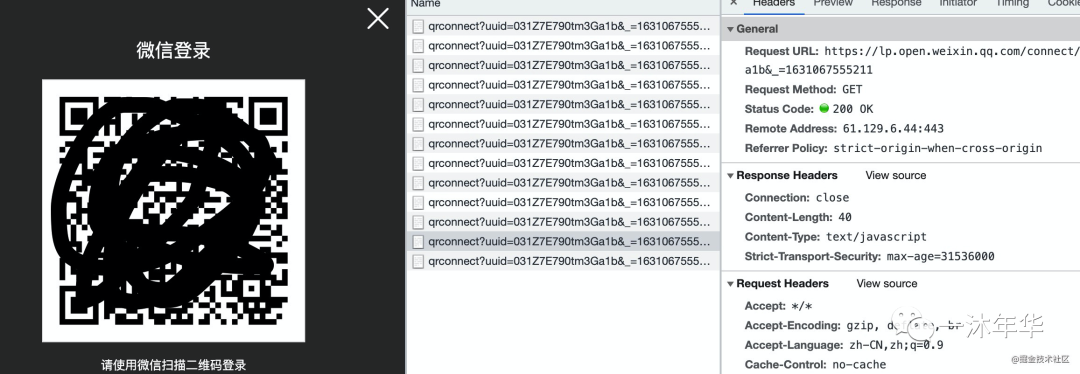 微信登录
请使用微信扫描二维码登录
Name
qrconnect?uuid=031Z7E790tm3Ga1b&_=1631067555...
qrconnect?uuid=031Z7E790tm3Ga1b&_=1631067555...
qrconnect?uuid=031Z7E790tm3Ga1b&_=1631067555...
qrconnect?uuid=031Z7E790tm3Ga1b&_=1631067555...
qrconnect?uuid=031Z7E790tm3Ga1b&_=1631067555...
qrconnect?uuid=031Z7E790tm3Ga1b&_=1631067555...
qrconnect?uuid=031Z7E790tm3Ga1b&_=1631067555...
qrconnect?uuid=031Z7E790tm3Ga1b&_=1631067555...
qrconnect?uuid=031Z7E790tm3Ga1b&_=1631067555...
qrconnect?uuid=031Z7E790tm3Ga1b&_=1631067555...
qrconnect?uuid=031Z7E790tm3Ga1b&_=1631067555...
qrconnect?uuid=031Z7E790tm3Ga1b&_=1631067555...
qrconnect?uuid=031Z7E790tm3Ga1b&_=1631067555...
× Headers Preview Response Initiator Timing Cookie
General
Request URL: https://lp.open.weixin.qq.com/connect/
a1b&_=1631067555211
Request Method: GET
Status Code: 200 OK
Remote Address: 61.129.6.44:443
Referrer Policy: strict-origin-when-cross-origin
Response Headers View source
Connection: close
Content-Length: 40
Content-Type: text/javascript
Strict-Transport-Security: max-age=31536000
Request Headers View source
Accept: */*
Accept-Encoding: gzip, deflate, br
Accept-Language: zh-CN,zh;q=0.9
Cache-Control: no-cache
一沐年华
@掘金技术社区